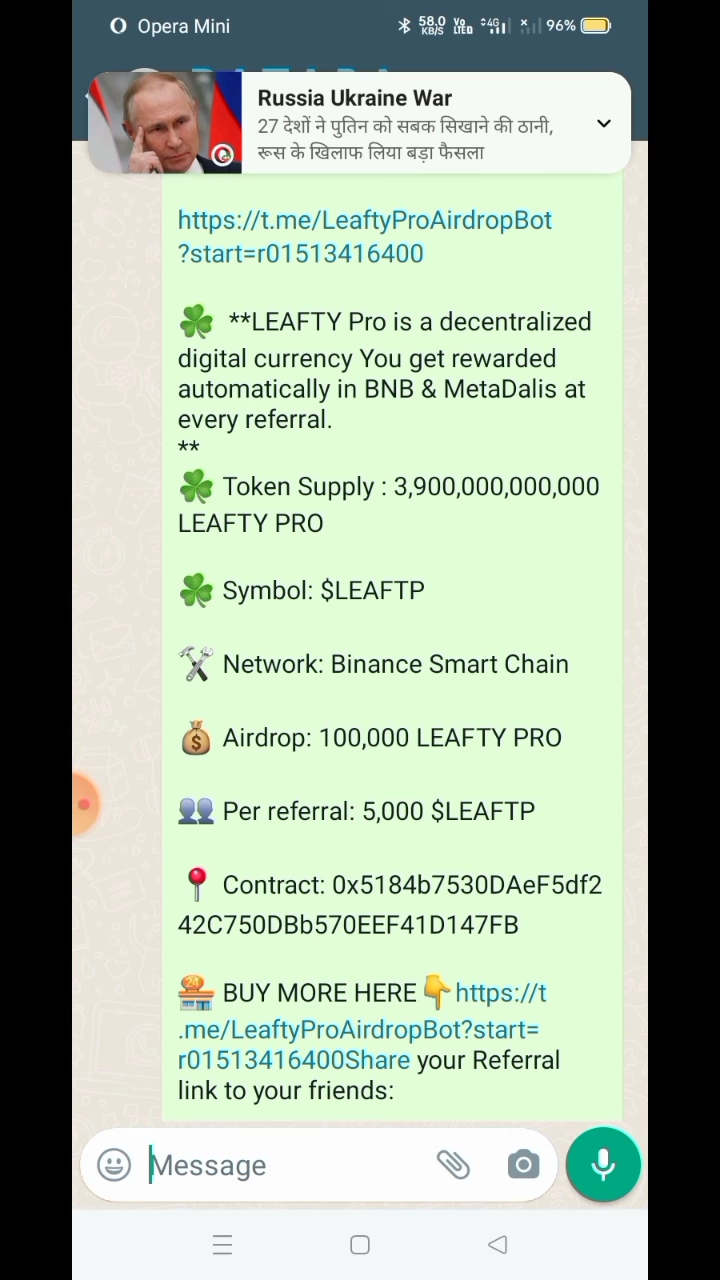 Opera Mini 58.0 KB/S Vo LTED 4G 96%
Russia Ukraine War
27 देशों ने पुतिन को सबक सिखाने की ठानी,
रूस के खिलाफ लिया बड़ा फैसला
https://t.me/LeaftyProAirdropBot
?start=r01513416400
☘️ **LEAFTY Pro is a decentralized
digital currency You get rewarded
automatically in BNB & MetaDalis at
every referral.
**
☘️ Token Supply : 3,900,000,000,000
LEAFTY PRO
☘️ Symbol: $LEAFTP
🛠 Network: Binance Smart Chain
💰 Airdrop: 100,000 LEAFTY PRO
👥 Per referral: 5,000 $LEAFTP
📍 Contract: 0x5184b7530DAeF5df2
42C750DBb570EEF41D147FB
🏪 BUY MORE HERE👇https://t
.me/LeaftyProAirdropBot?start=
r01513416400Share your Referral
link to your friends:
Message